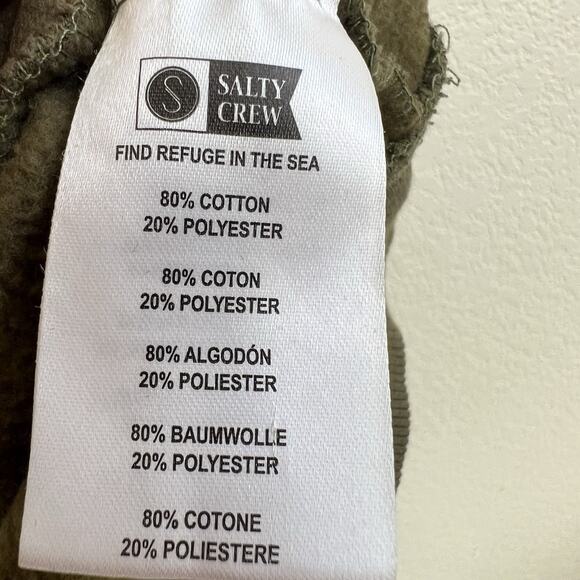 S
SALTY
CREW
FIND REFUGE IN THE SEA
80% COTTON
20% POLYESTER
80% COTON
20% POLYESTER
80% ALGODÓN
20% POLIESTER
80% BAUMWOLLE
20% POLYESTER
80% COTONE
20% POLIESTERE